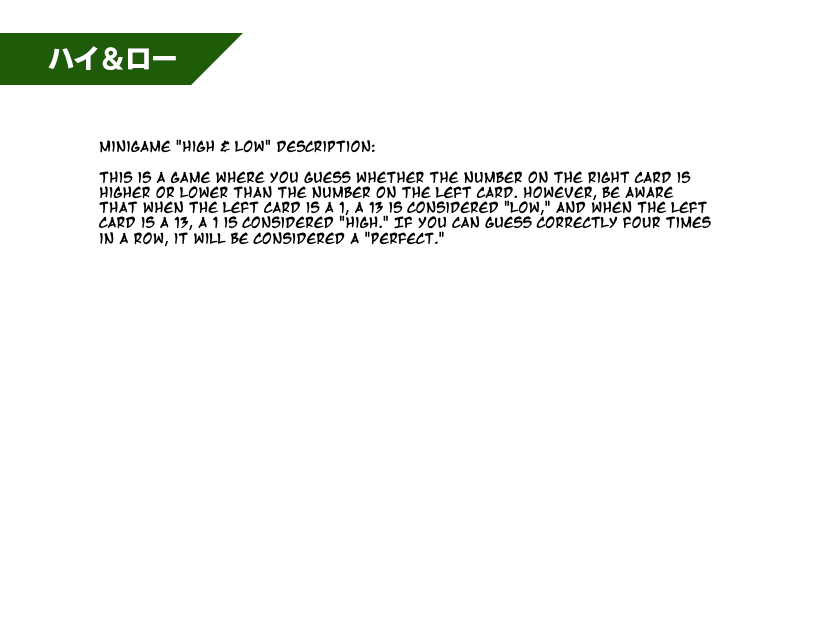 ハイ＆ロー
MINIGAME "HIGH & LOW" DESCRIPTION:
THIS IS A GAME WHERE YOU GUESS WHETHER THE NUMBER ON THE RIGHT CARD IS
HIGHER OR LOWER THAN THE NUMBER ON THE LEFT CARD. HOWEVER, BE AWARE
THAT WHEN THE LEFT CARD IS A 1, A 13 IS CONSIDERED "LOW," AND WHEN THE LEFT
CARD IS A 13, A 1 IS CONSIDERED "HIGH." IF YOU CAN GUESS CORRECTLY FOUR TIMES
IN A ROW, IT WILL BE CONSIDERED A "PERFECT."